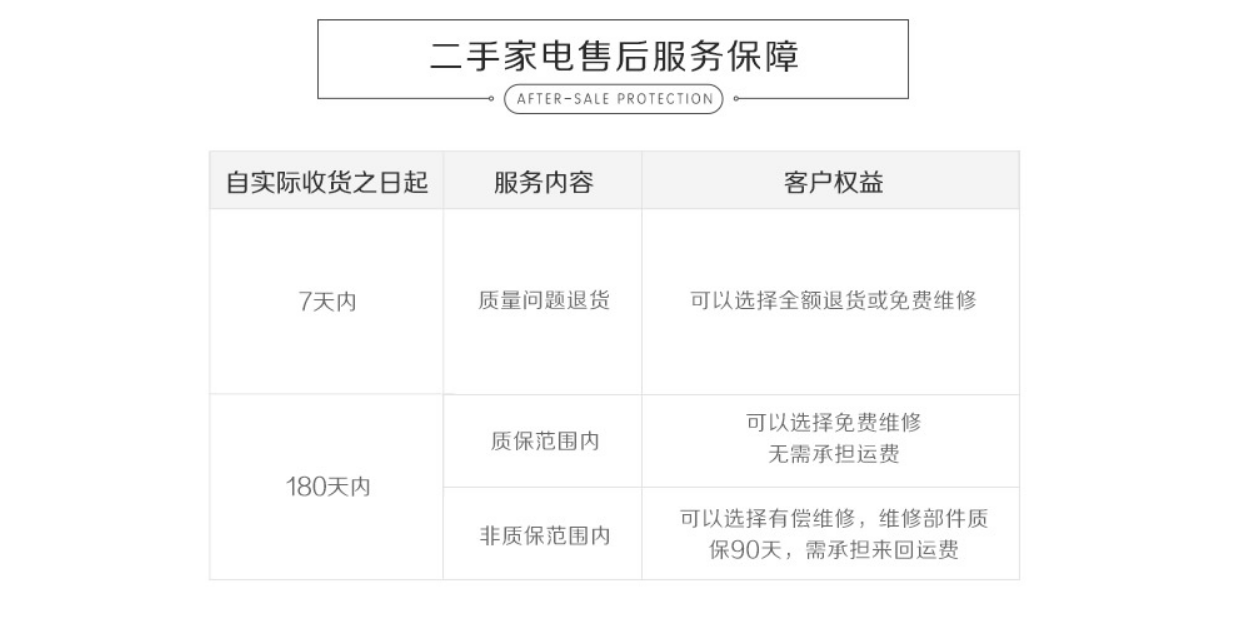 二手家电售后服务保障
AFTER-SALE PROTECTION
自实际收货之日起 服务内容 客户权益
7天内 质量问题退货 可以选择全额退货或免费维修
180天内
质保范围内
可以选择免费维修
无需承担运费
非质保范围内
可以选择有偿维修，维修部件质
保90天，需承担来回运费